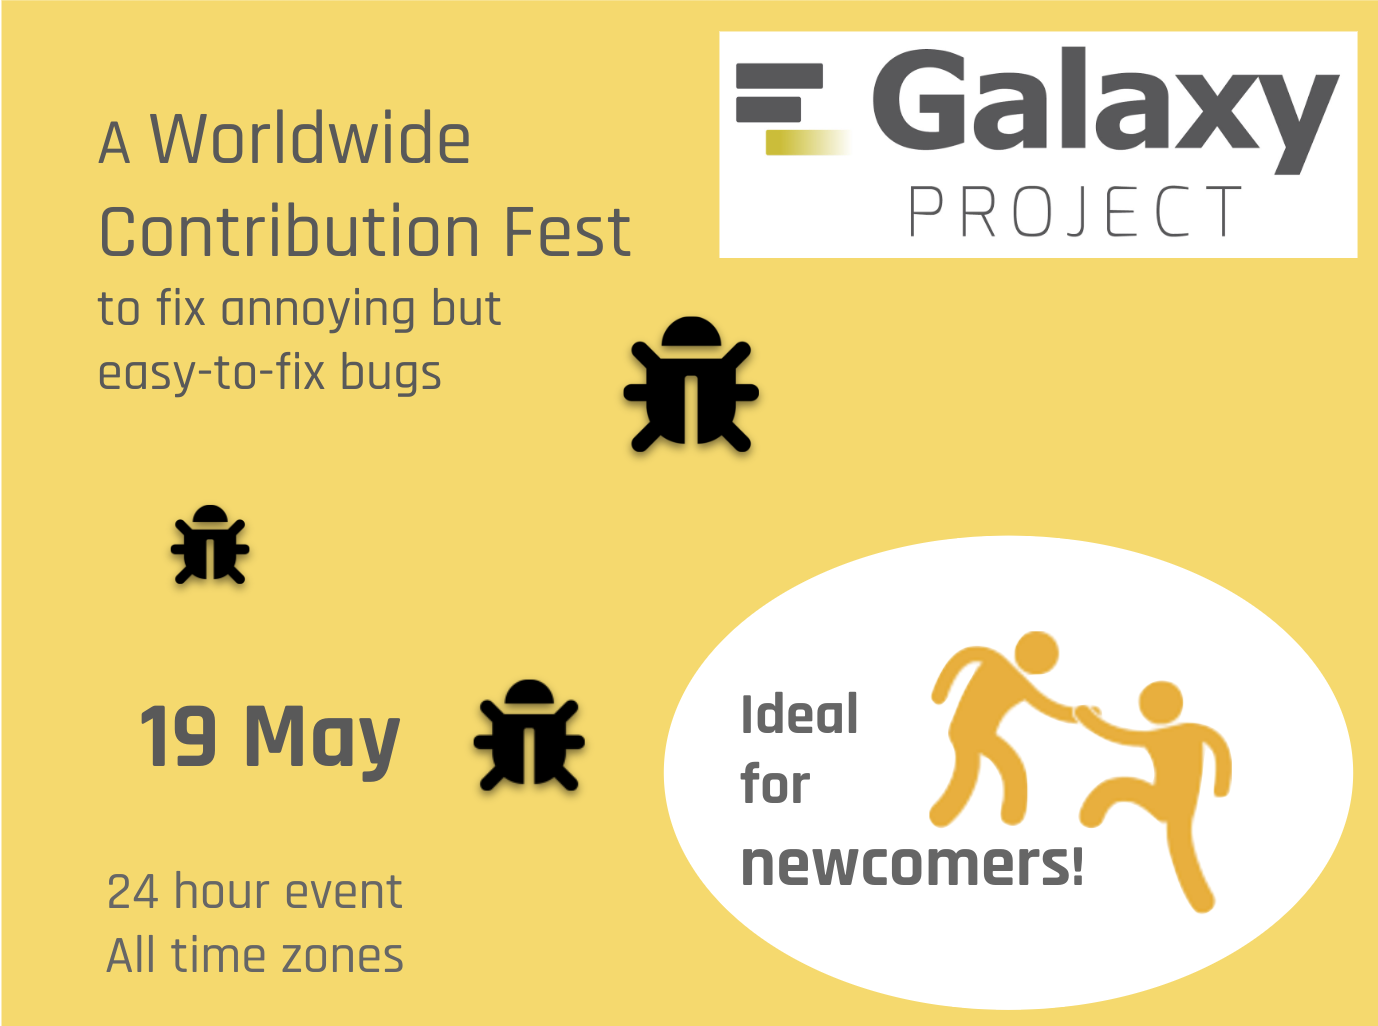 A Worldwide
Contribution Fest
to fix annoying but
easy-to-fix bugs
Galaxy
PROJECT
19 May
24 hour event
All time zones
Ideal
for
newcomers!